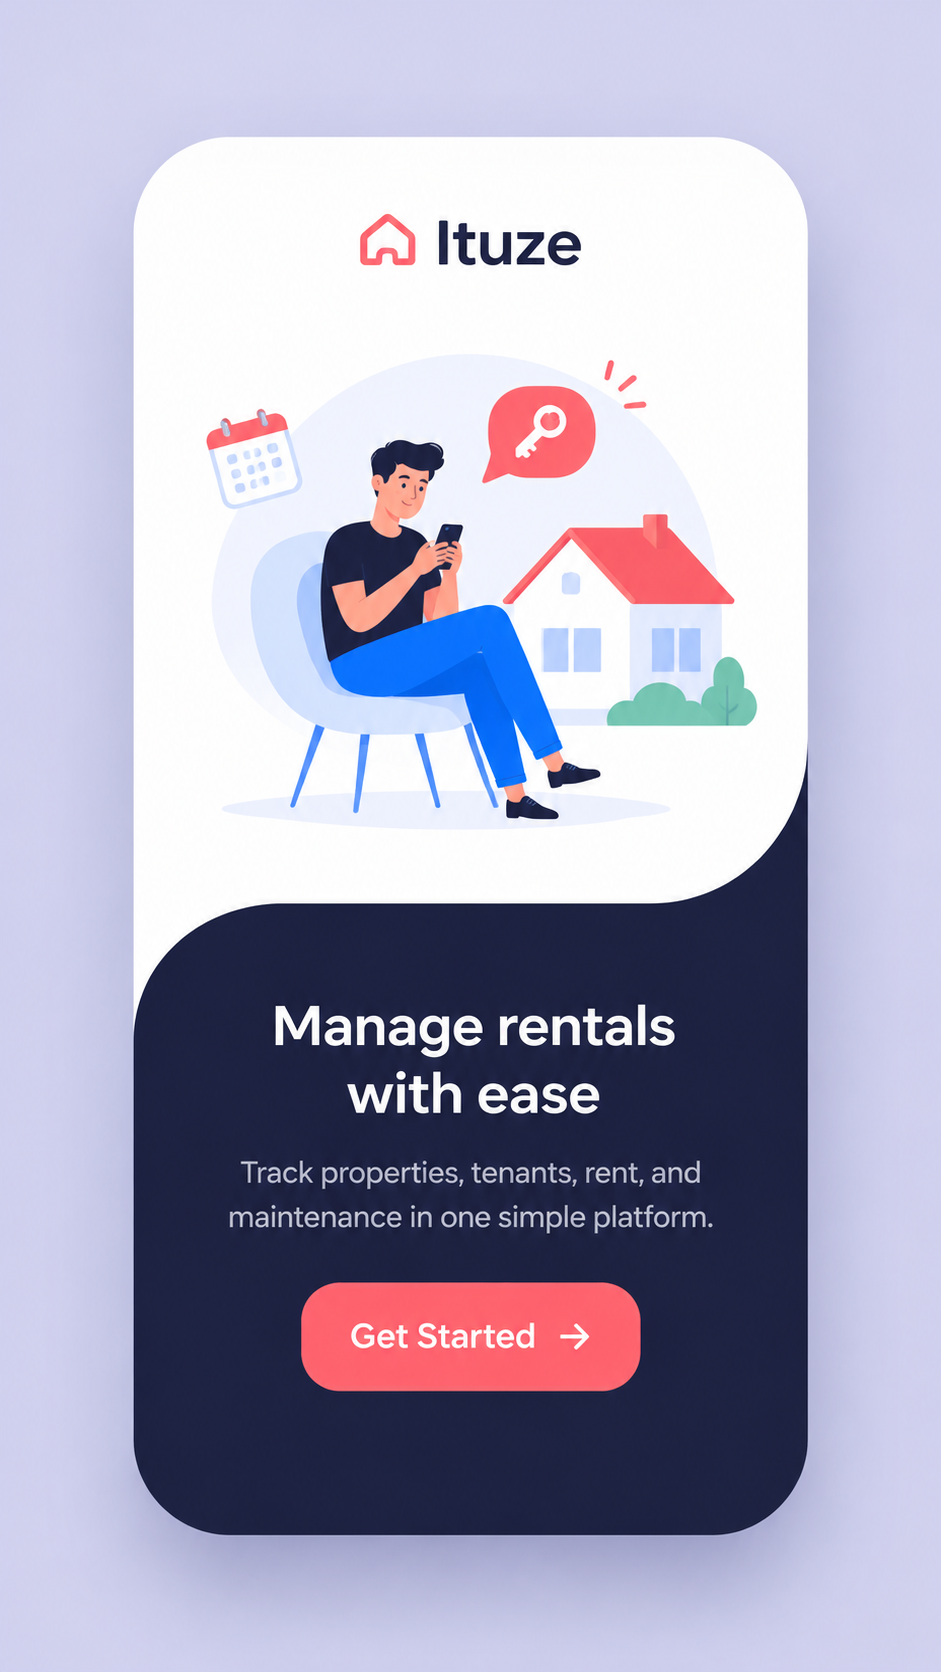 Ituze
Manage rentals
with ease
Track properties, tenants, rent, and
maintenance in one simple platform.
Get Started →